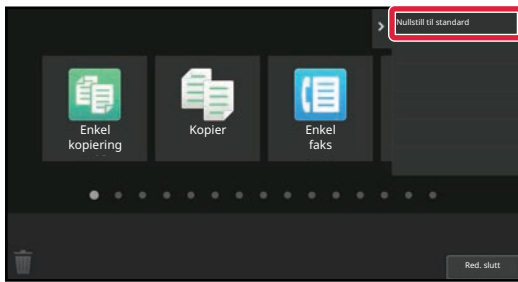 Nullstill til standard
Enkel
kopiering
Kopier
Enkel
faks
Red. slutt